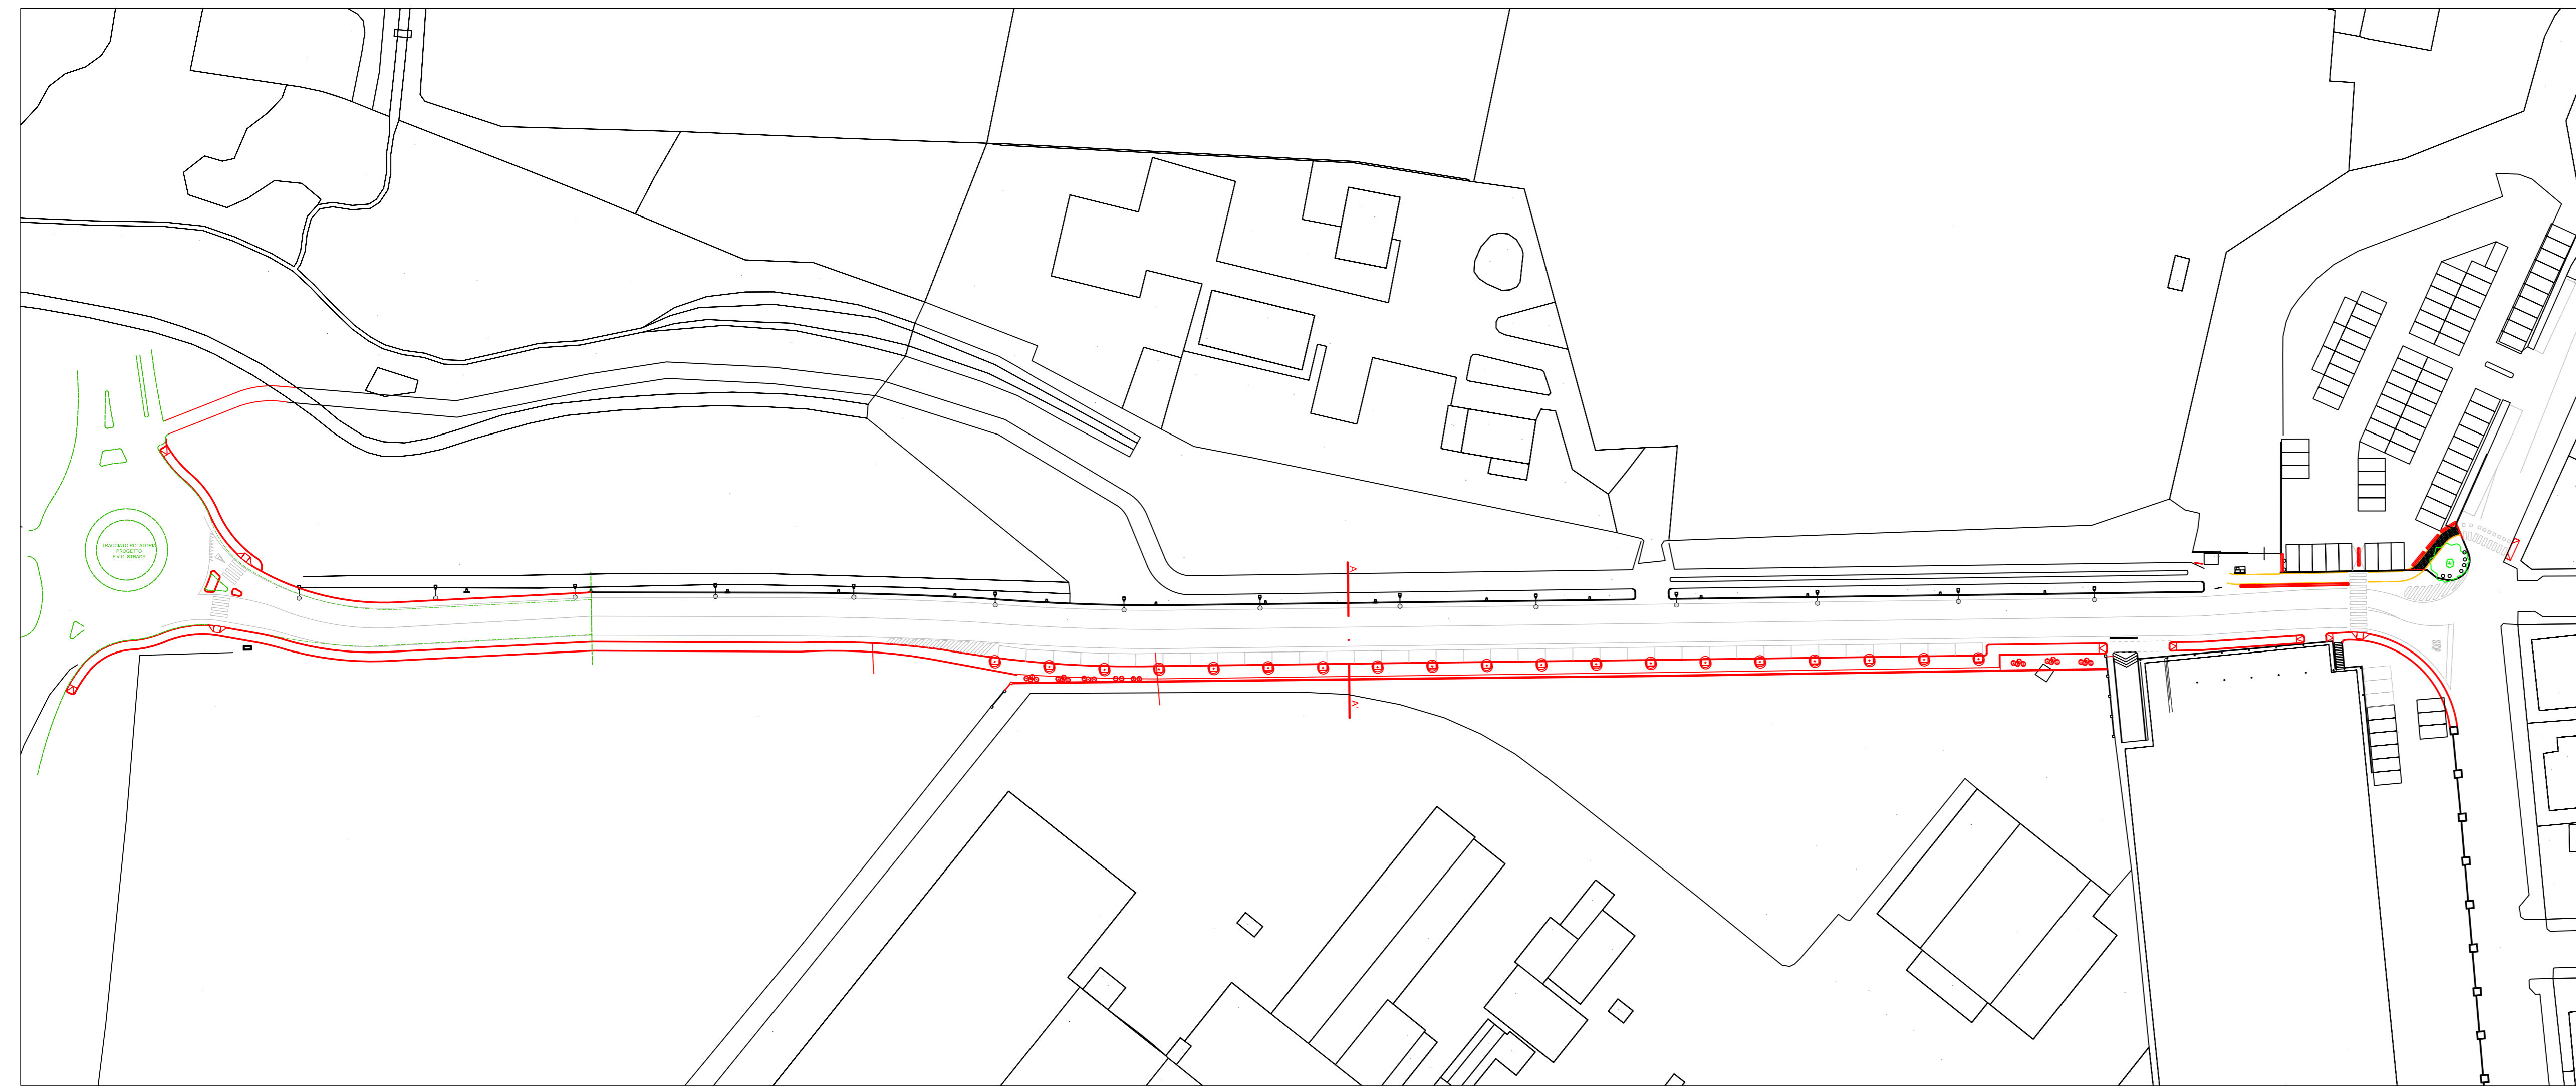 TRACCIATO ROTATORIA
PROGETTO
F.V.G. STRADE
A
A'